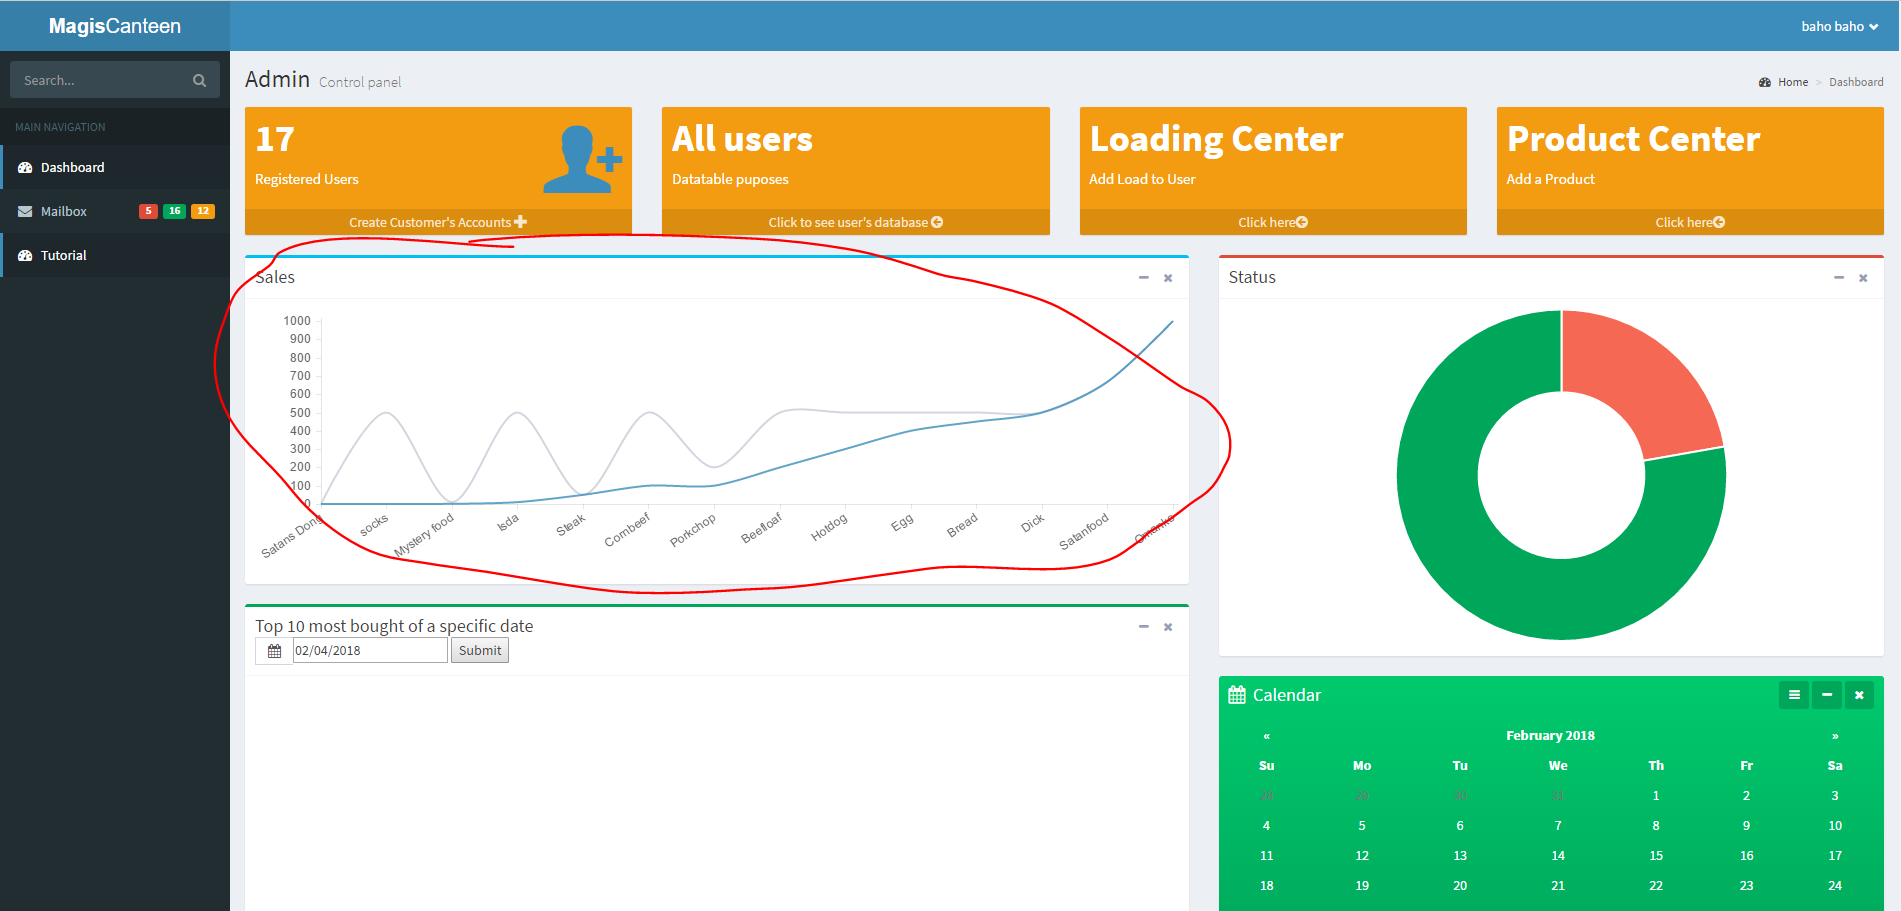 MagisCanteen
baho baho
Search...
MAIN NAVIGATION
Dashboard
Mailbox 5 16 12
Tutorial
Admin Control panel
Home > Dashboard
17
Registered Users
Create Customer's Accounts
All users
Datatable puposes
Click to see user's database
Loading Center
Add Load to User
Click here
Product Center
Add a Product
Click here
Sales
1000
900
800
700
600
500
400
300
200
100
0
Satans Dong
socks
Mystery food
Isda
Steak
Cornbeef
Porkchop
Beefloaf
Hotdog
Egg
Bread
Dick
Satanfood
Status
Top 10 most bought of a specific date
02/04/2018 Submit
Calendar
« February 2018 »
Su Mo Tu We Th Fr Sa
28 29 30 31 1 2 3
4 5 6 7 8 9 10
11 12 13 14 15 16 17
18 19 20 21 22 23 24